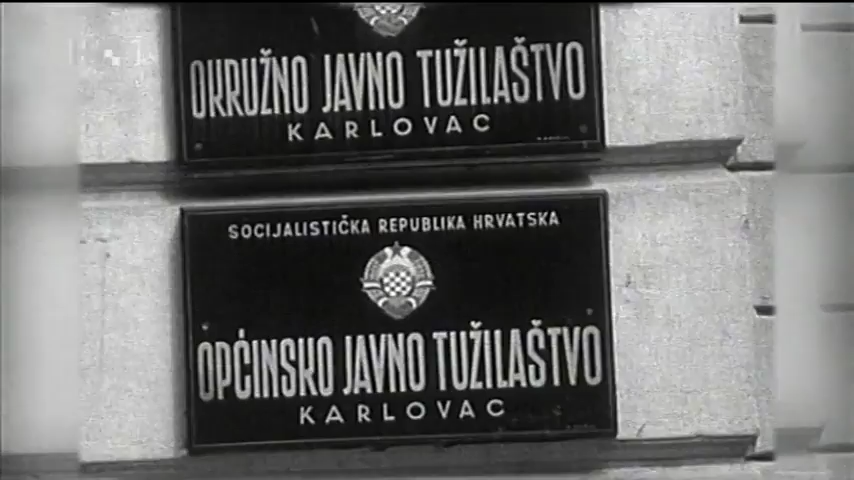 OKRUŽNO JAVNO TUŽILAŠTVO
KARLOVAC
SOCIJALISTIČKA REPUBLIKA HRVATSKA
OPĆINSKO JAVNO TUŽILAŠTVO
KARLOVAC